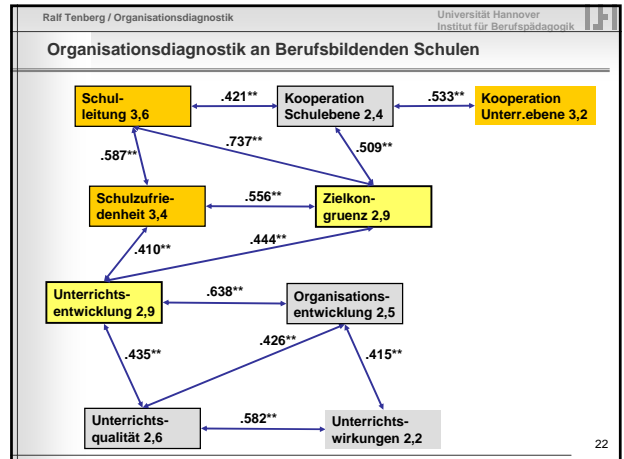 Ralf Tenberg / Organisationsdiagnostik
Universität Hannover
Institut für Berufspädagogik
Organisationsdiagnostik an Berufsbildenden Schulen
Schul-
leitung 3,6
.421**
Kooperation
Schulebene 2,4
.533**
Kooperation
Unterr.ebene 3,2
.737**
.509**
.587**
Schulzufrie-
denheit 3,4
.556**
Zielkon-
gruenz 2,9
.444**
.410**
Unterrichts-
entwicklung 2,9
.638**
Organisations-
entwicklung 2,5
.426**
.435**
.415**
Unterrichts-
qualität 2,6
.582**
Unterrichts-
wirkungen 2,2
22